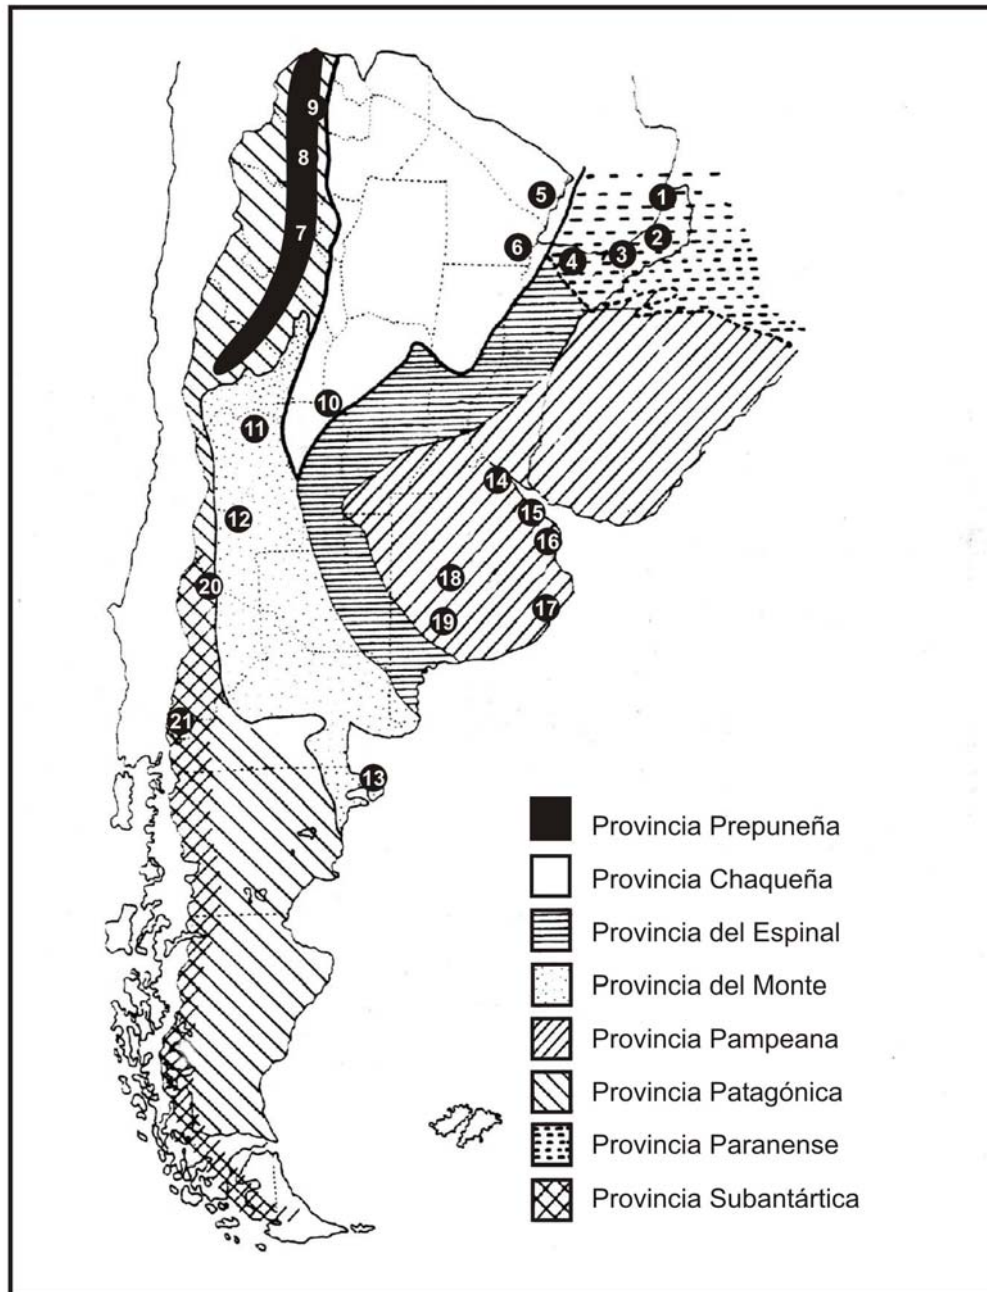 9
8
5
1
7
6
2
3
4
10
11
14
12
15
16
18
20
17
19
21
13
Provincia Prepuneña
Provincia Chaqueña
Provincia del Espinal
Provincia del Monte
Provincia Pampeana
Provincia Patagónica
Provincia Paranense
Provincia Subantártica